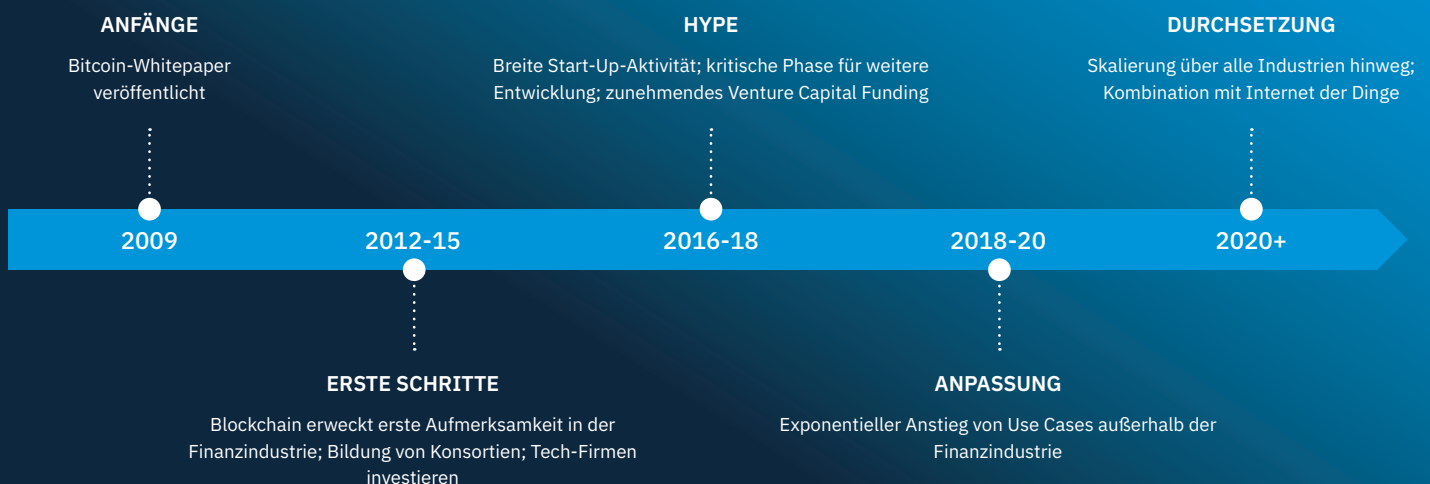 ANFÄNGE
Bitcoin-Whitepaper
veröffentlicht
HYPE
Breite Start-Up-Aktivität; kritische Phase für weitere
Entwicklung; zunehmendes Venture Capital Funding
DURCHSETZUNG
Skalierung über alle Industrien hinweg;
Kombination mit Internet der Dinge
2009
2012-15
2016-18
2018-20
2020+
ERSTE SCHRITTE
Blockchain erweckt erste Aufmerksamkeit in der
Finanzindustrie; Bildung von Konsortien; Tech-Firmen
investieren
ANPASSUNG
Exponentieller Anstieg von Use Cases außerhalb der
Finanzindustrie